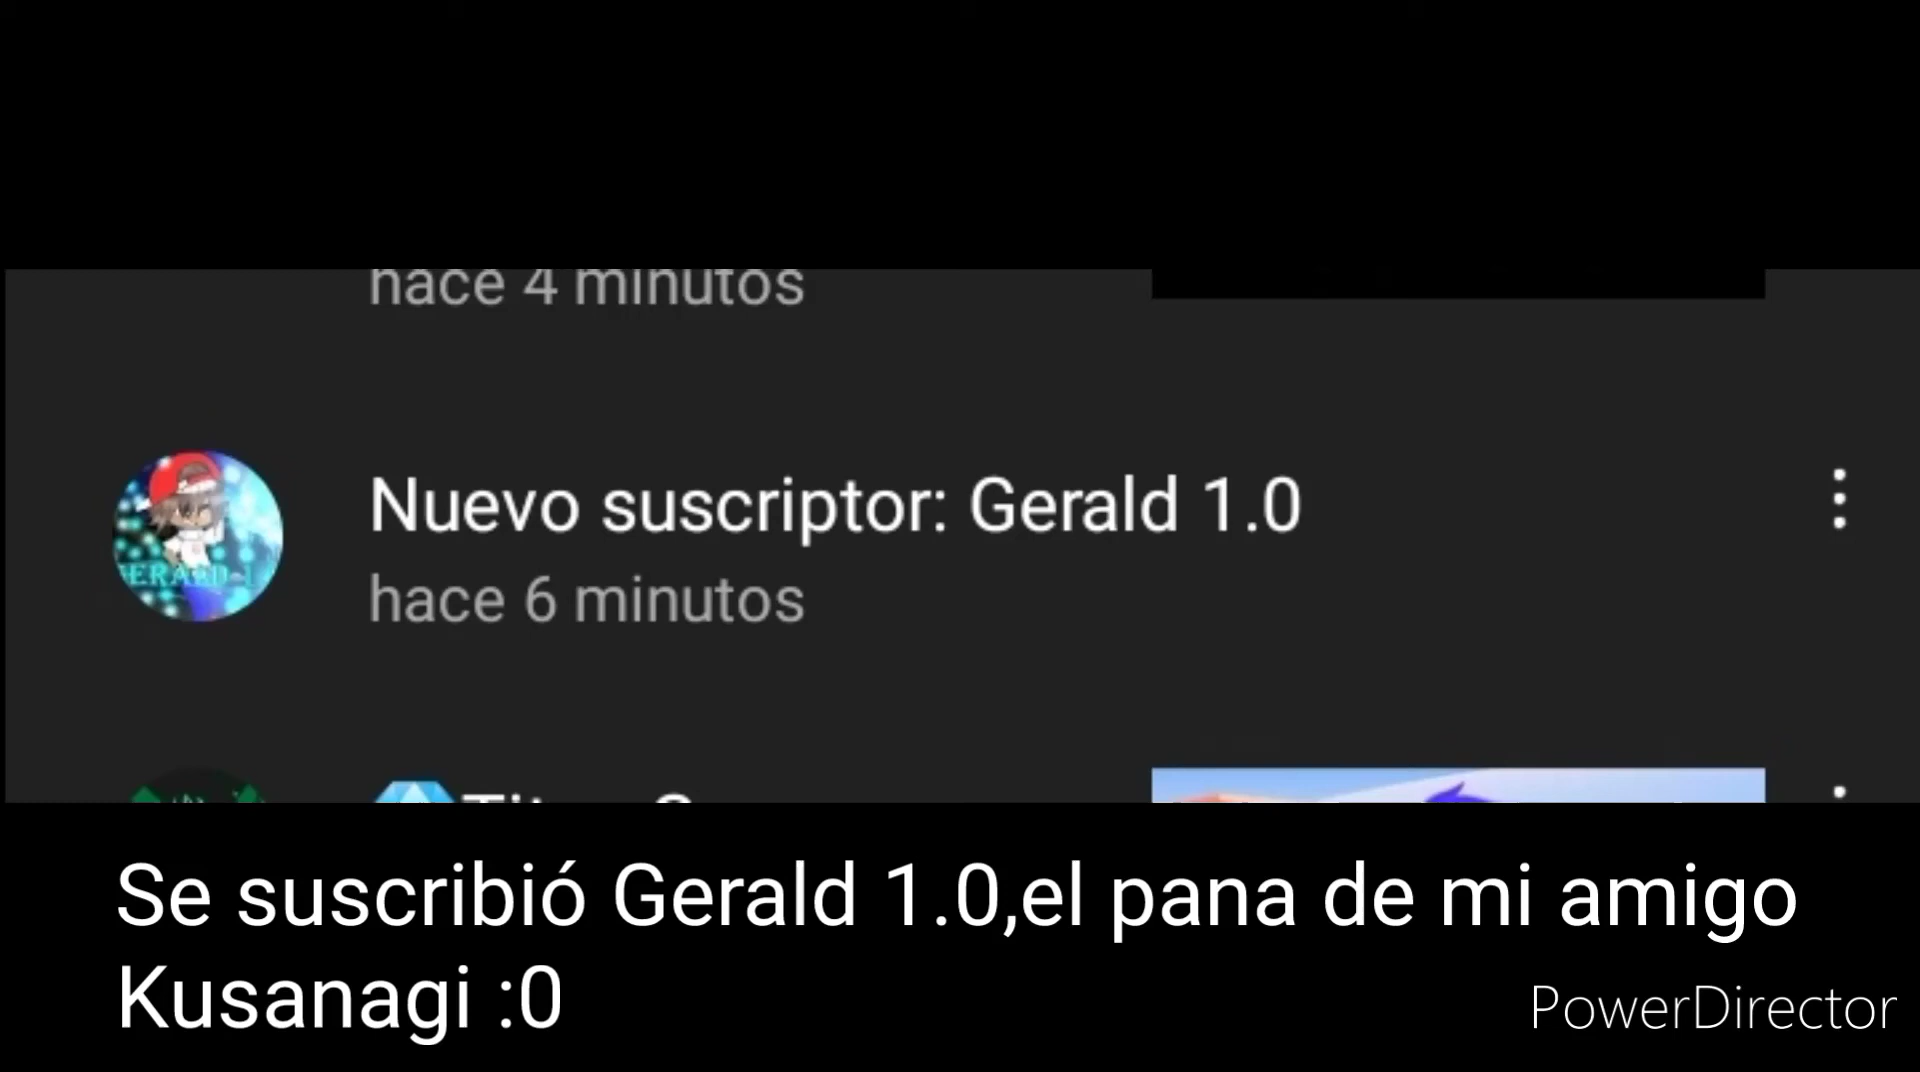 hace 4 minutos
Nuevo suscriptor: Gerald 1.0
hace 6 minutos
Se suscribió Gerald 1.0,el pana de mi amigo
Kusanagi :0
PowerDirector